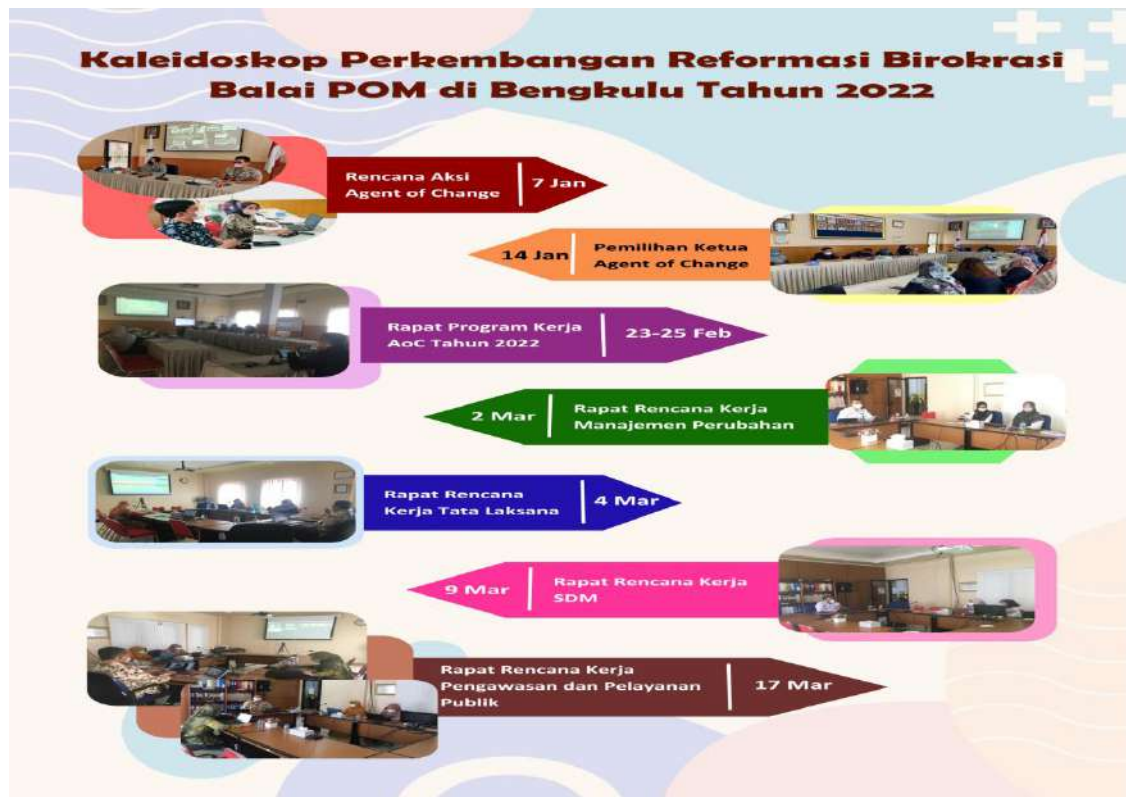 Kaleidoskop Perkembangan Reformasi Birokrasi
Balai POM di Bengkulu Tahun 2022
Rencana Aksi
Agent of Change
7 Jan
14 Jan
Pemilihan Ketua
Agent of Change
Rapat Program Kerja
AoC Tahun 2022
23-25 Feb
2 Mar
Rapat Rencana Kerja
Manajemen Perubahan
Rapat Rencana
Kerja Tata Laksana
4 Mar
9 Mar
Rapat Rencana Kerja
SDM
Rapat Rencana Kerja
Pengawasan dan Pelayanan
Publik
17 Mar